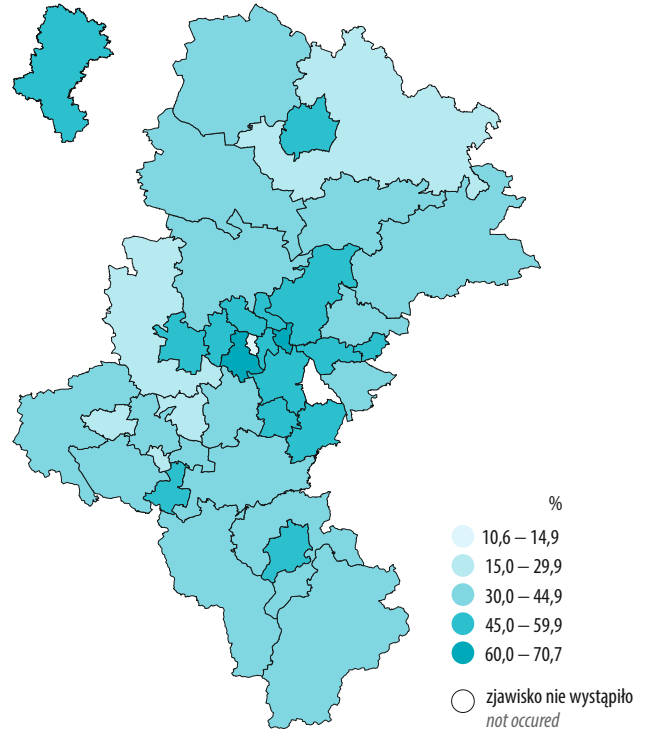 %
10,6 – 14,9
15,0 – 29,9
30,0 – 44,9
45,0 – 59,9
60,0 – 70,7
zjawisko nie wystąpiło
not occured